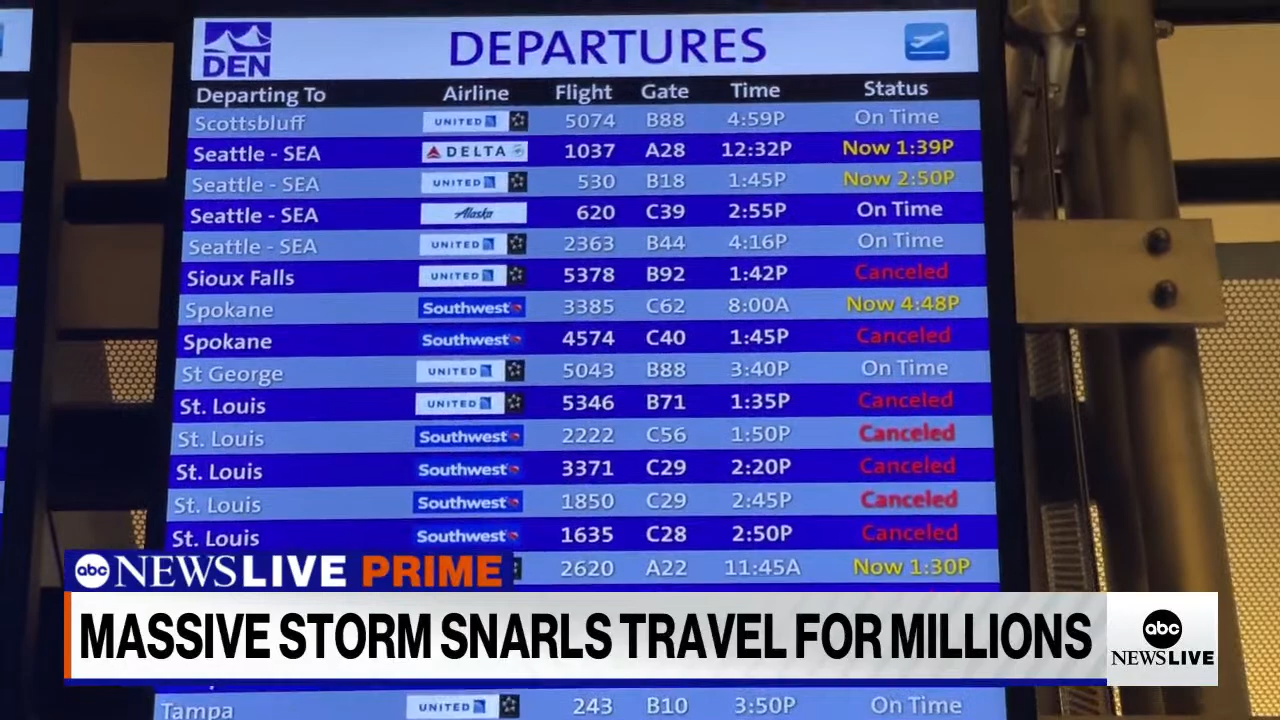 DEN DEPARTURES
Departing To Airline Flight Gate Time Status
Scottsbluff UNITED 5074 B88 4:59P On Time
Seattle - SEA DELTA 1037 A28 12:32P Now 1:39P
Seattle - SEA UNITED 530 B18 1:45P Now 2:50P
Seattle - SEA Alaska 620 C39 2:55P On Time
Seattle - SEA UNITED 2363 B44 4:16P On Time
Sioux Falls UNITED 5378 B92 1:42P Canceled
Spokane Southwest 3385 C62 8:00A Now 4:48P
Spokane Southwest 4574 C40 1:45P Canceled
St George UNITED 5043 B88 3:40P On Time
St. Louis UNITED 5346 B71 1:35P Canceled
St. Louis Southwest 2222 C56 1:50P Canceled
St. Louis Southwest 3371 C29 2:20P Canceled
St. Louis Southwest 1850 C29 2:45P Canceled
St. Louis Southwest 1635 C28 2:50P Canceled
2620 A22 11:45A Now 1:30P
abc NEWS LIVE PRIME
MASSIVE STORM SNARLS TRAVEL FOR MILLIONS
abc
NEWS LIVE
Tampa UNITED 243 B10 3:50P On Time